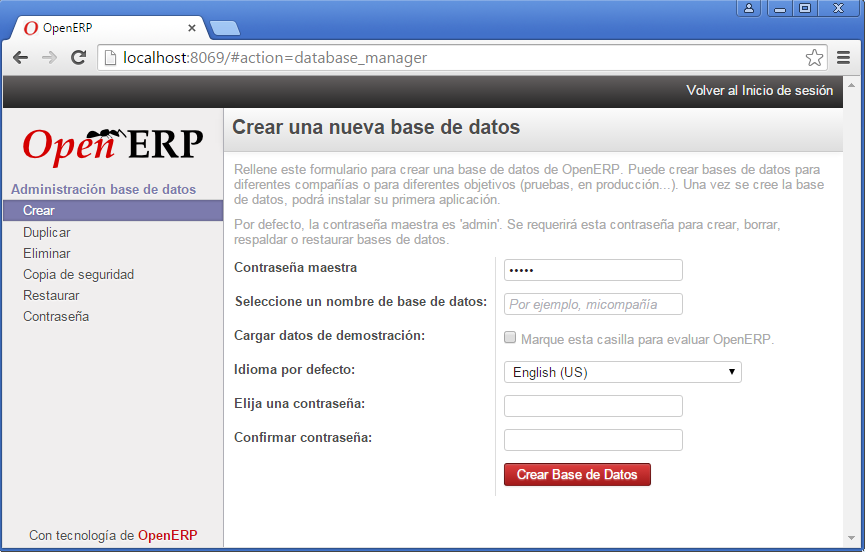 OpenERP
localhost:8069/#action=database_manager
Volver al Inicio de sesión
OpenERP
Administración base de datos
Crear
Duplicar
Eliminar
Copia de seguridad
Restaurar
Contraseña
Con tecnología de OpenERP
Crear una nueva base de datos
Rellene este formulario para crear una base de datos de OpenERP. Puede crear bases de datos para
diferentes compañías o para diferentes objetivos (pruebas, en producción...). Una vez se cree la base
de datos, podrá instalar su primera aplicación.
Por defecto, la contraseña maestra es 'admin'. Se requerirá esta contraseña para crear, borrar,
respaldar o restaurar bases de datos.
Contraseña maestra •••••
Seleccione un nombre de base de datos: Por ejemplo, micompañía
Cargar datos de demostración: Marque esta casilla para evaluar OpenERP.
Idioma por defecto: English (US)
Elija una contraseña:
Confirmar contraseña:
Crear Base de Datos